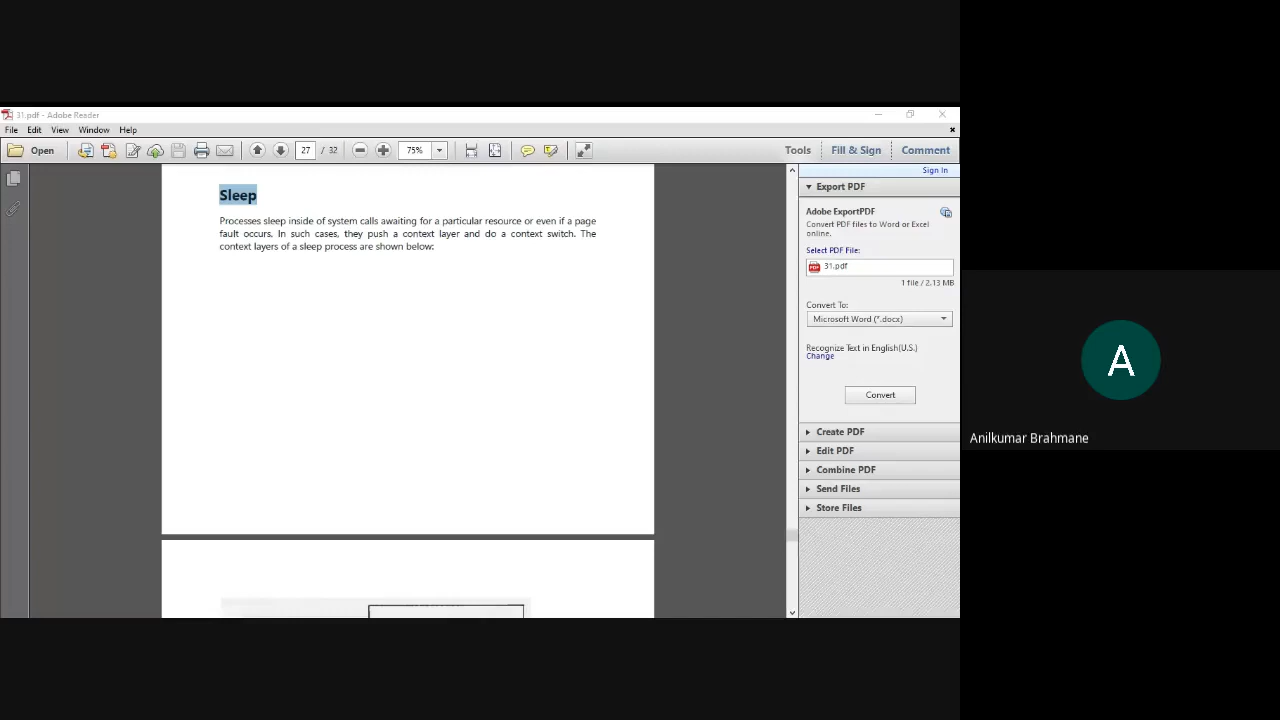 31.pdf - Adobe Reader
File Edit View Window Help
Open 27 / 32 75% Tools Fill & Sign Comment
Sign In
Export PDF
Adobe ExportPDF
Convert PDF files to Word or Excel
online.
Select PDF File:
31.pdf
1 file / 2.13 MB
Convert To:
Microsoft Word (*.docx)
Recognize Text in English(U.S.)
Change
Convert
Create PDF
Edit PDF
Combine PDF
Send Files
Store Files
Sleep
Processes sleep inside of system calls awaiting for a particular resource or even if a page
fault occurs. In such cases, they push a context layer and do a context switch. The
context layers of a sleep process are shown below:
A
Anilkumar Brahmane